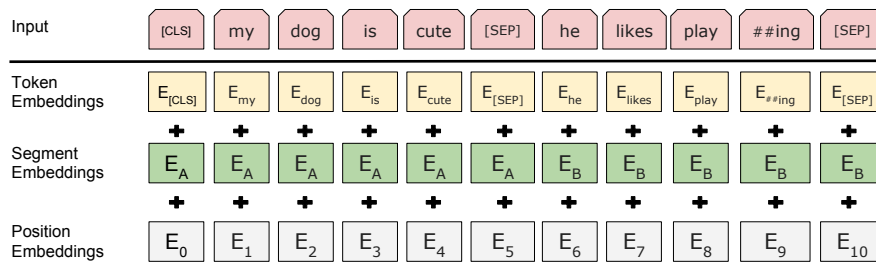 Input [CLS] my dog is cute [SEP] he likes play ##ing [SEP]
Token Embeddings E[CLS] Emy Edog Eis Ecute E[SEP] Ehe Elikes Eplay E##ing E[SEP]
+ + + + + + + + + + +
Segment Embeddings EA EA EA EA EA EA EB EB EB EB EB
+ + + + + + + + + + +
Position Embeddings E0 E1 E2 E3 E4 E5 E6 E7 E8 E9 E10